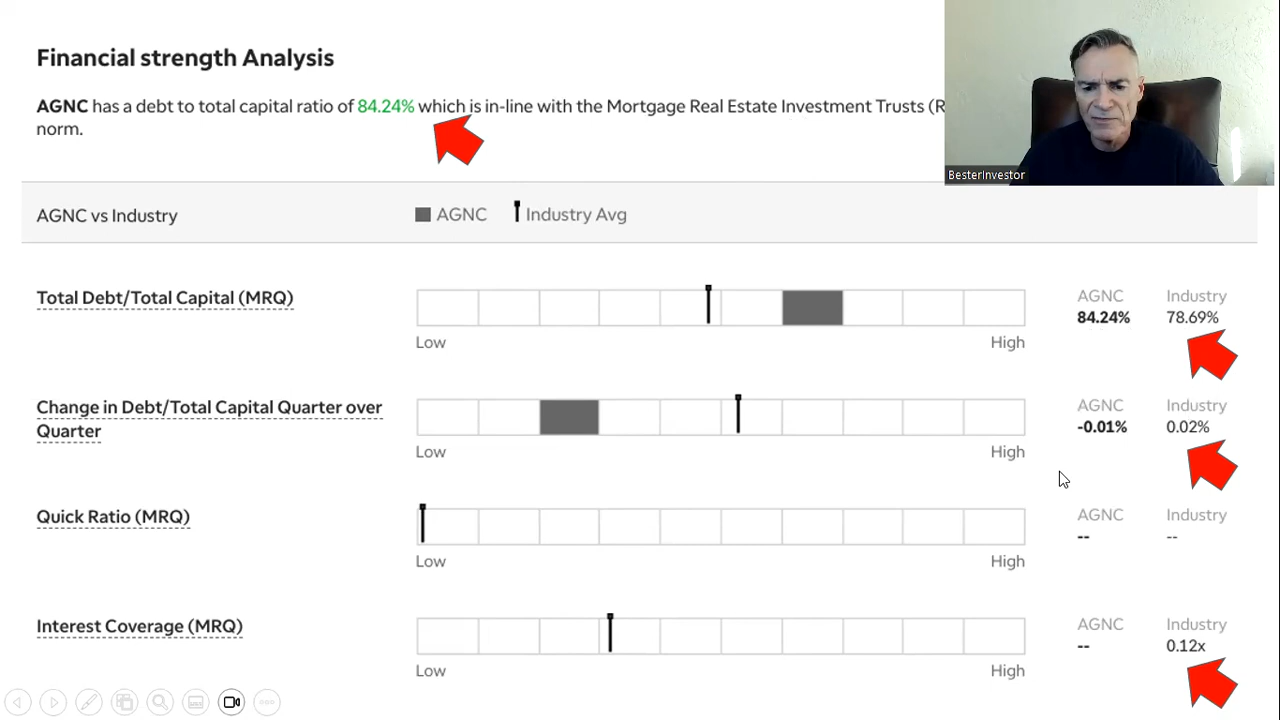 Financial strength Analysis
AGNC has a debt to total capital ratio of 84.24% which is in-line with the Mortgage Real Estate Investment Trusts (R
norm.
BesterInvestor
AGNC vs Industry
AGNC
Industry Avg
Total Debt/Total Capital (MRQ)
Low
High
AGNC
Industry
84.24%
78.69%
Change in Debt/Total Capital Quarter over
Quarter
Low
High
AGNC
Industry
-0.01%
0.02%
Quick Ratio (MRQ)
Low
High
AGNC
Industry
--
--
Interest Coverage (MRQ)
Low
High
AGNC
Industry
--
0.12x